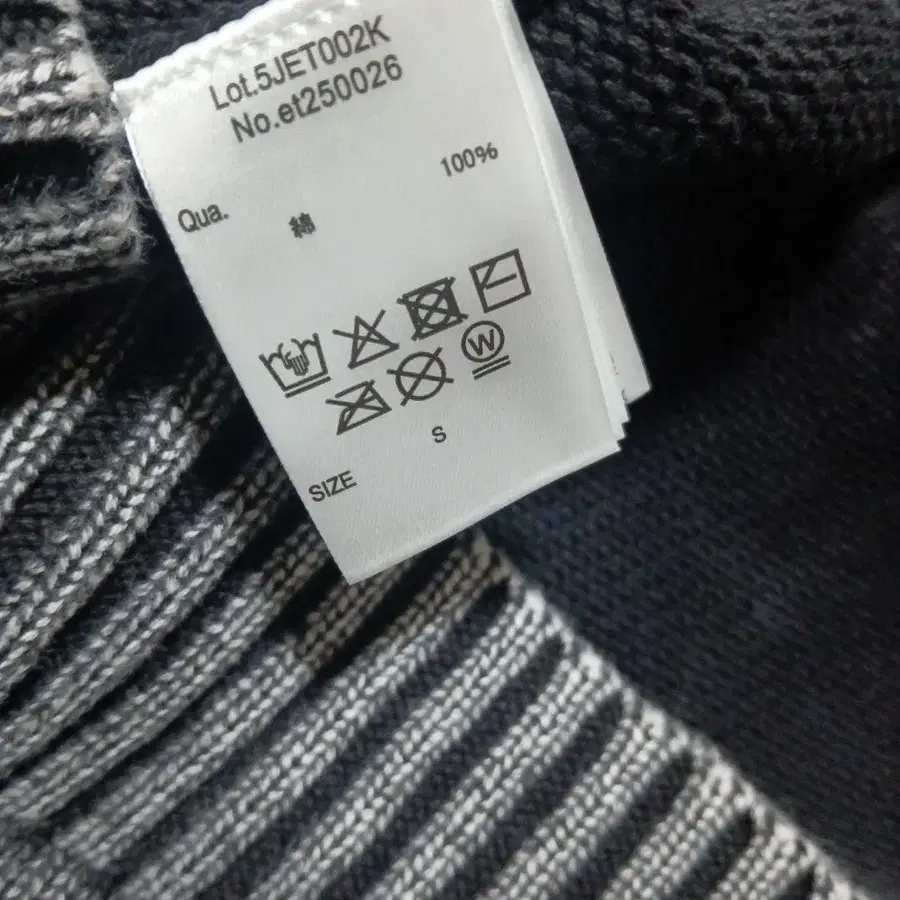 Lot.5JET002K
No.et250026
Qua.
綿 100%
W
SIZE S